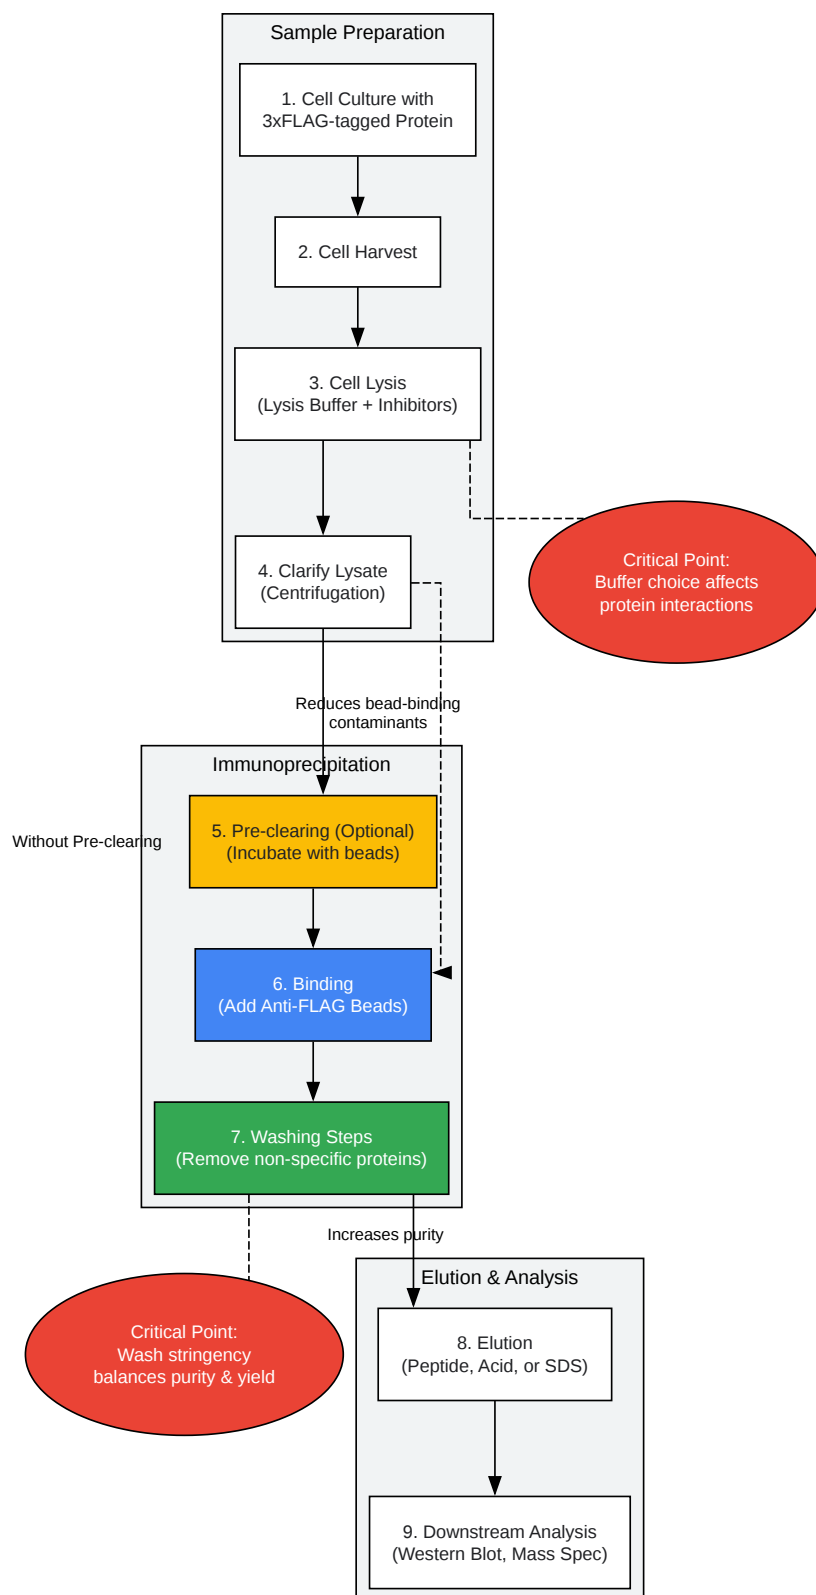 Sample Preparation
1. Cell Culture with
3xFLAG-tagged Protein
2. Cell Harvest
3. Cell Lysis
(Lysis Buffer + Inhibitors)
Critical Point:
Buffer choice affects
protein interactions
4. Clarify Lysate
(Centrifugation)
Reduces bead-binding
contaminants
Immunoprecipitation
Without Pre-clearing
5. Pre-clearing (Optional)
(Incubate with beads)
6. Binding
(Add Anti-FLAG Beads)
7. Washing Steps
(Remove non-specific proteins)
Increases purity
Critical Point:
Wash stringency
balances purity & yield
Elution & Analysis
8. Elution
(Peptide, Acid, or SDS)
9. Downstream Analysis
(Western Blot, Mass Spec)